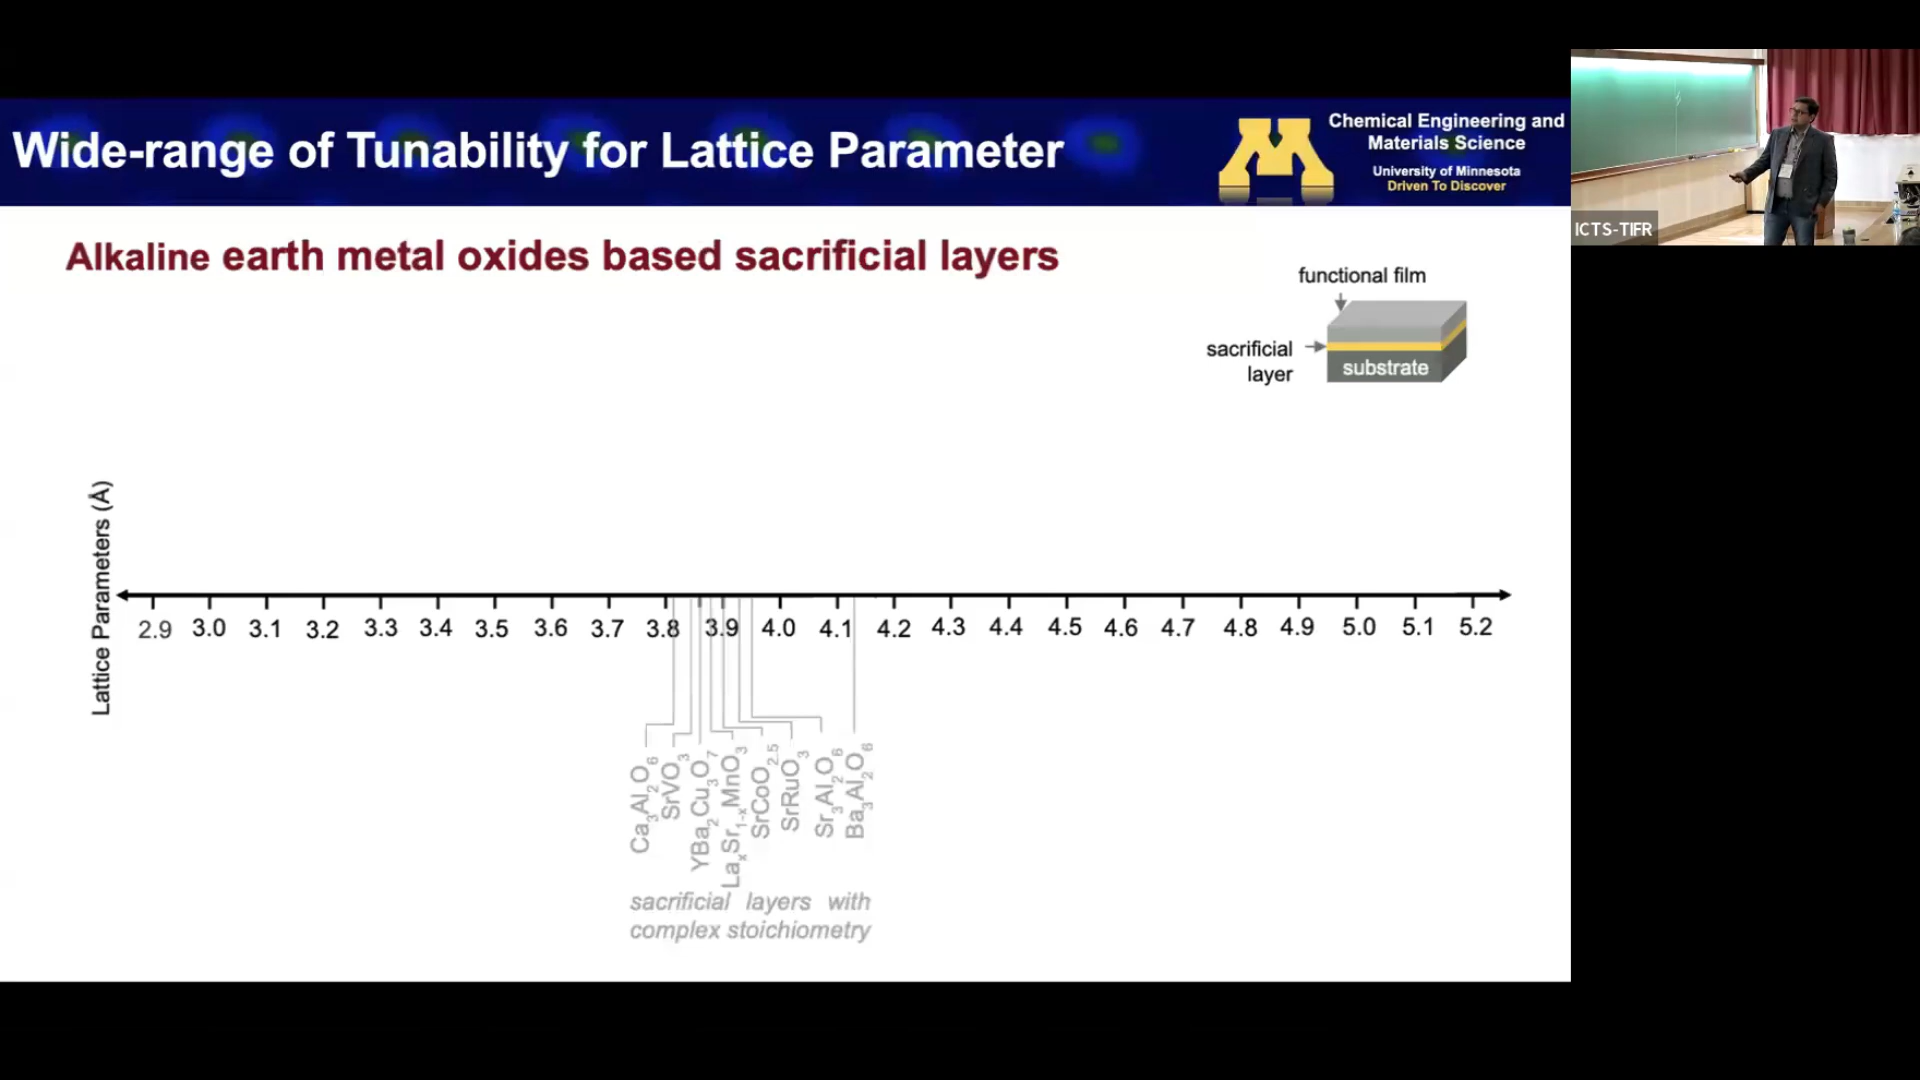 Wide-range of Tunability for Lattice Parameter
Chemical Engineering and
Materials Science
University of Minnesota
Driven To Discover
ICTS-TIFR
Alkaline earth metal oxides based sacrificial layers
functional film
sacrificial
layer
substrate
Lattice Parameters (Å)
2.9 3.0 3.1 3.2 3.3 3.4 3.5 3.6 3.7 3.8 3.9 4.0 4.1 4.2 4.3 4.4 4.5 4.6 4.7 4.8 4.9 5.0 5.1 5.2
Ca₃Al₂O₆
SrVO₃
YBa₂Cu₃O₇
LaₓSr₁₋ₓMnO₃
SrCoO₂.₅
SrRuO₃
Sr₃Al₂O₆
Ba₃Al₂O₆
sacrificial layers with
complex stoichiometry